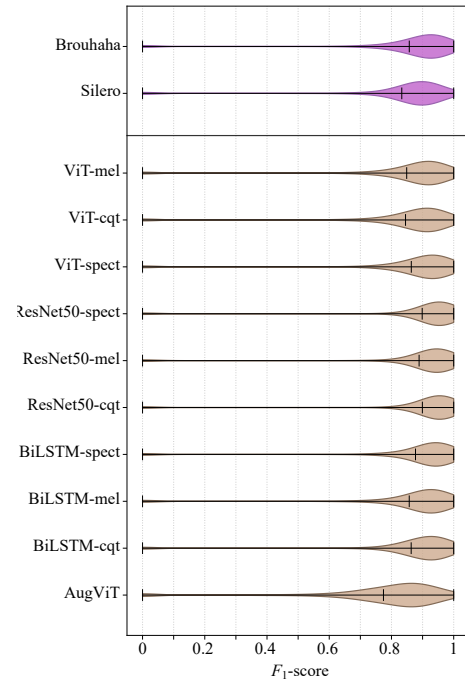 Brouhaha
Silero
ViT-mel
ViT-cqt
ViT-spect
ResNet50-spect
ResNet50-mel
ResNet50-cqt
BiLSTM-spect
BiLSTM-mel
BiLSTM-cqt
AugViT
0 0.2 0.4 0.6 0.8 1
F₁-score